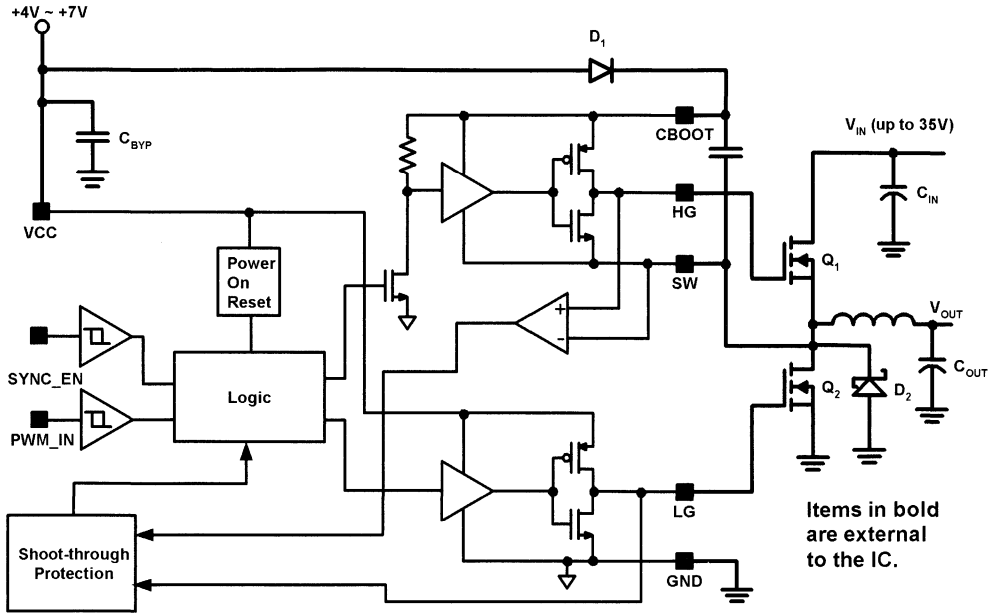 +4V ~ +7V
D1
CBYP
CBOOT
VIN (up to 35V)
CIN
VCC
HG
Power
On
Reset
SW
Q1
+
-
VOUT
SYNC_EN
Logic
COUT
Q2
D2
PWM_IN
LG
Items in bold
are external
to the IC.
Shoot-through
Protection
GND